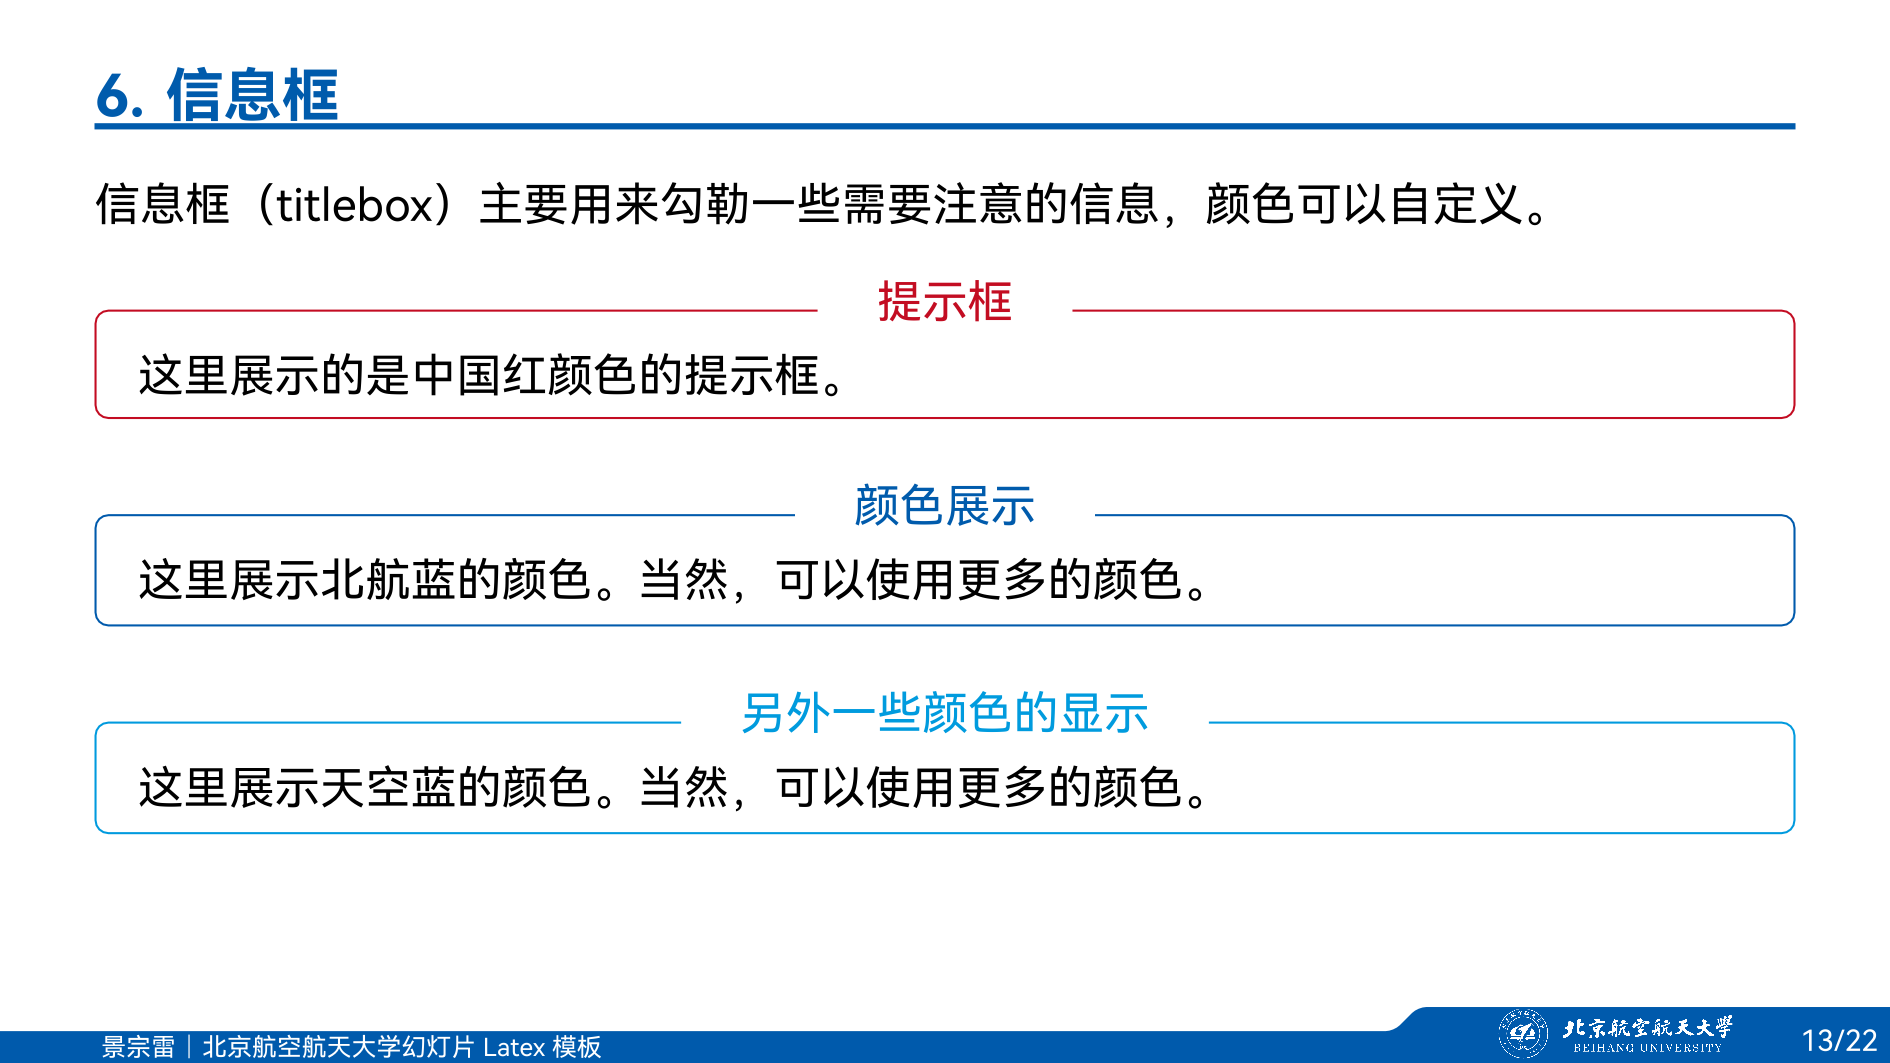 6. 信息框
信息框（titlebox）主要用来勾勒一些需要注意的信息，颜色可以自定义。
提示框
这里展示的是中国红颜色的提示框。
颜色展示
这里展示北航蓝的颜色。当然，可以使用更多的颜色。
另外一些颜色的显示
这里展示天空蓝的颜色。当然，可以使用更多的颜色。
景宗雷｜北京航空航天大学幻灯片 Latex 模板
北京航空航天大學
BEIHANG UNIVERSITY
13/22